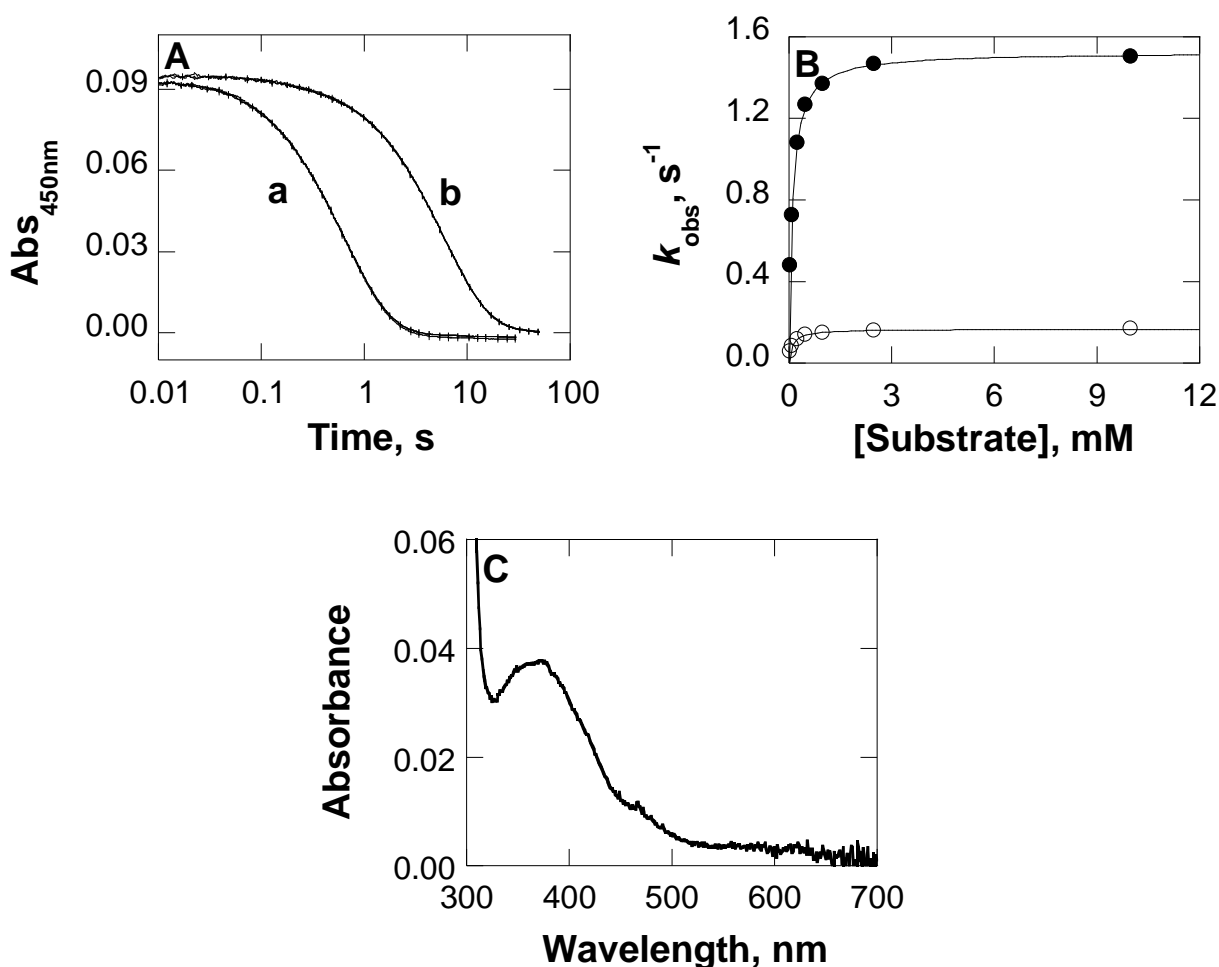 A
0.09
0.06
0.03
0.00
Abs450nm
a
b
0.01 0.1 1 10 100
Time, s
B
1.6
1.2
0.8
0.4
0.0
kobs, s-1
0 3 6 9 12
[Substrate], mM
C
0.06
0.04
0.02
0.00
Absorbance
300 400 500 600 700
Wavelength, nm